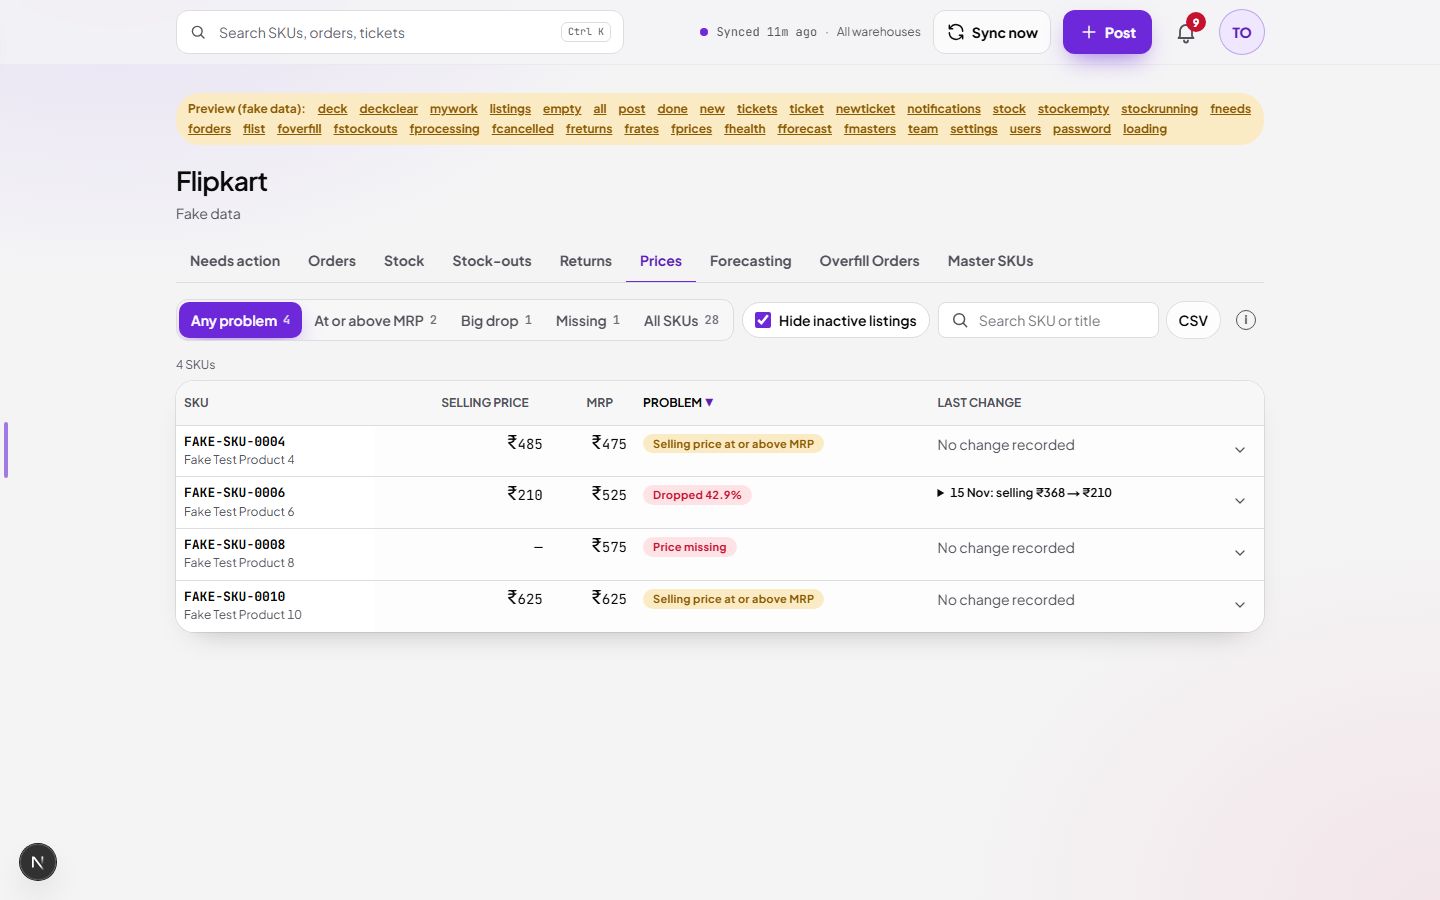 Search SKUs, orders, tickets Ctrl K Synced 11m ago · All warehouses Sync now + Post 9 TO
Preview (fake data): deck deckclear mywork listings empty all post done new tickets ticket newticket notifications stock stockempty stockrunning fneeds
forders flist foverfill fstockouts fprocessing fcancelled freturns frates fprices fhealth fforecast fmasters team settings users password loading
Flipkart
Fake data
Needs action Orders Stock Stock-outs Returns Prices Forecasting Overfill Orders Master SKUs
Any problem 4 At or above MRP 2 Big drop 1 Missing 1 All SKUs 28 Hide inactive listings Search SKU or title CSV i
4 SKUs
SKU SELLING PRICE MRP PROBLEM ▼ LAST CHANGE
FAKE-SKU-0004 ₹485 ₹475 Selling price at or above MRP No change recorded
Fake Test Product 4
FAKE-SKU-0006 ₹210 ₹525 Dropped 42.9% ▶ 15 Nov: selling ₹368 → ₹210
Fake Test Product 6
FAKE-SKU-0008 – ₹575 Price missing No change recorded
Fake Test Product 8
FAKE-SKU-0010 ₹625 ₹625 Selling price at or above MRP No change recorded
Fake Test Product 10
N